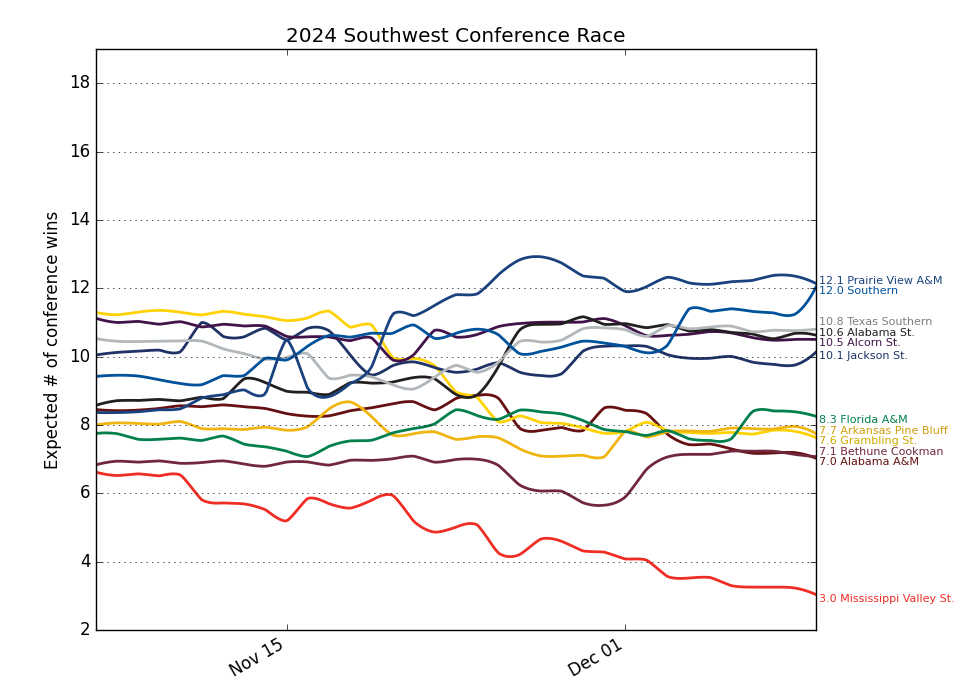 2024 Southwest Conference Race
Expected # of conference wins
18
16
14
12
10
8
6
4
2
Nov 15
Dec 01
12.1 Prairie View A&M
12.0 Southern
10.8 Texas Southern
10.6 Alabama St.
10.5 Alcorn St.
10.1 Jackson St.
8.3 Florida A&M
7.7 Arkansas Pine Bluff
7.6 Grambling St.
7.1 Bethune Cookman
7.0 Alabama A&M
3.0 Mississippi Valley St.